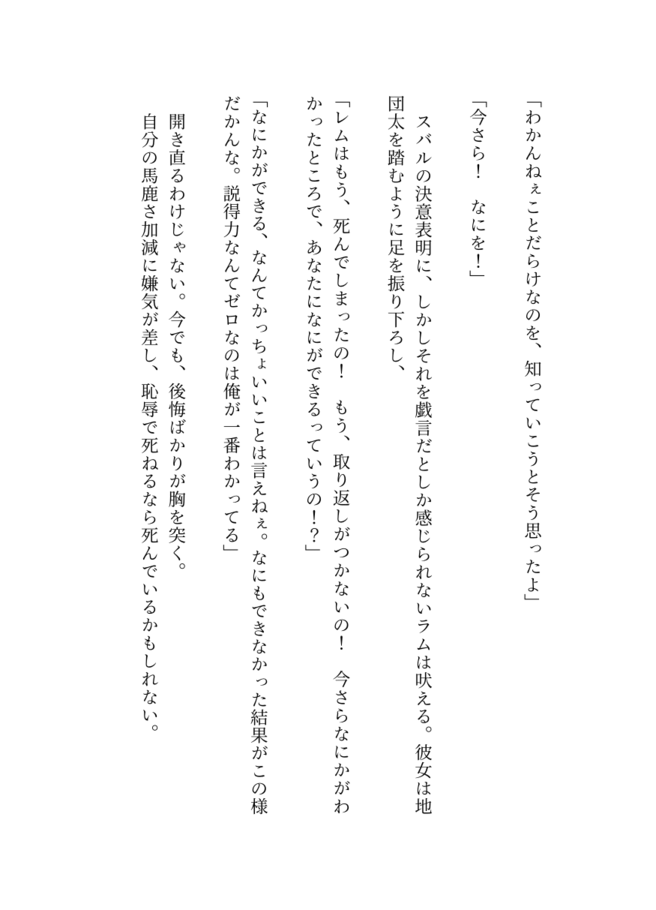 「わかんねぇことだらけなのを、知っていこうとそう思ったよ」
「今さら！　なにを！」
　スバルの決意表明に、しかしそれを戯言だとしか感じられないラムは吠える。彼女は地
団太を踏むように足を振り下ろし、
「レムはもう、死んでしまったの！　もう、取り返しがつかないの！　今さらなにかがわ
かったところで、あなたになにができるっていうの！？」
「なにかができる、なんてかっちょいいことは言えねぇ。なにもできなかった結果がこの様
だかんな。説得力なんてゼロなのは俺が一番わかってる」
　開き直るわけじゃない。今でも、後悔ばかりが胸を突く。
　自分の馬鹿さ加減に嫌気が差し、恥辱で死ねるなら死んでいるかもしれない。